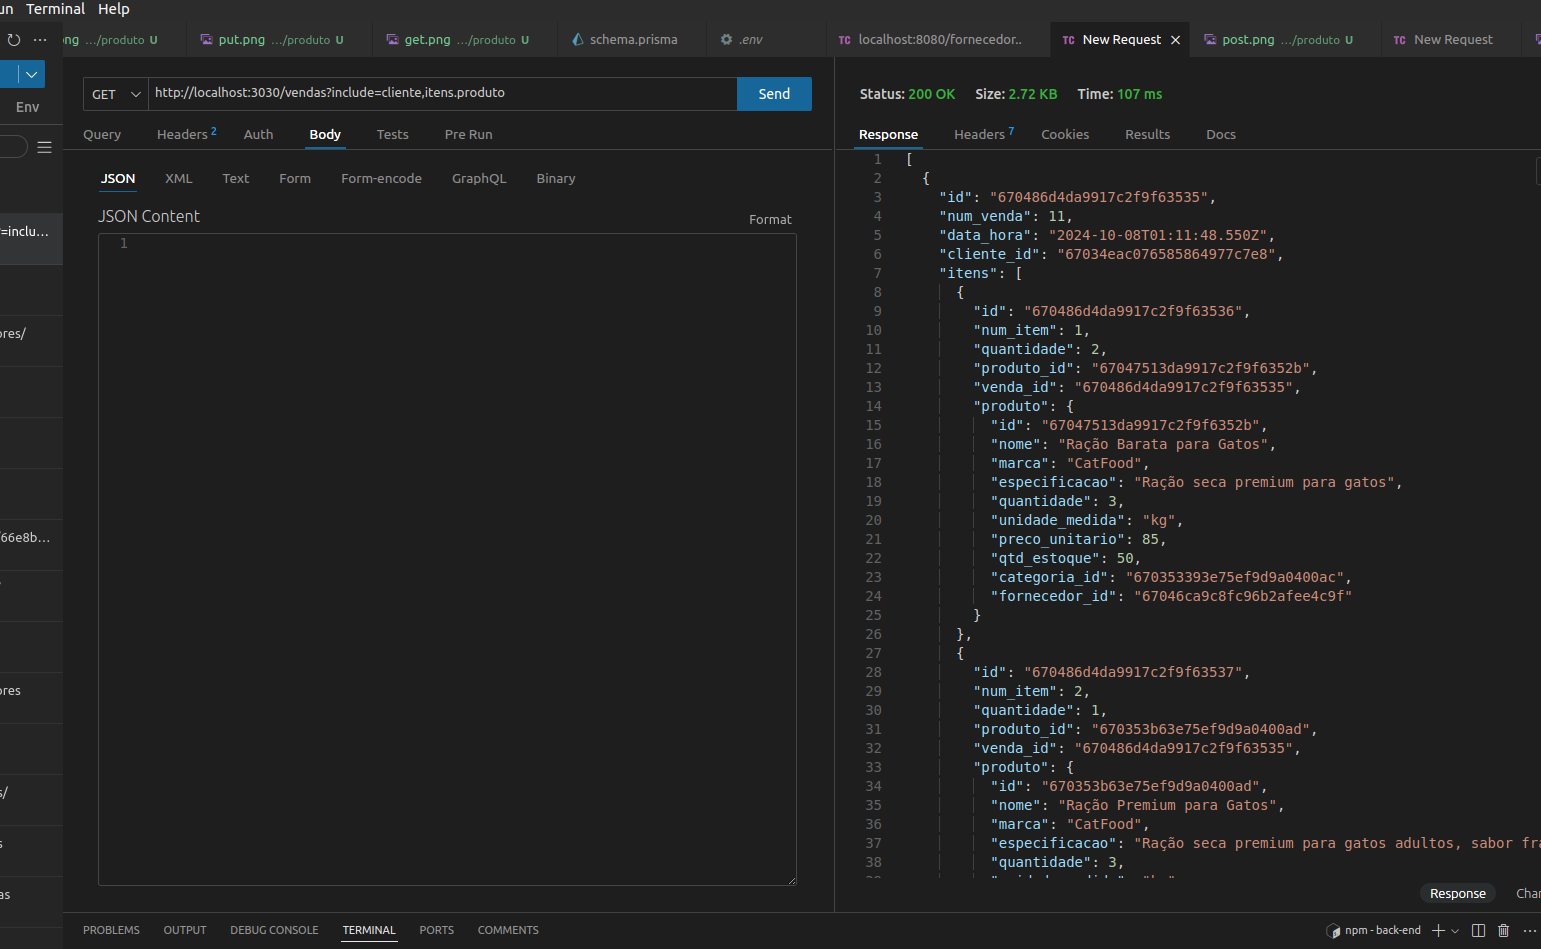 un Terminal Help
ong .../produto U
put.png .../produto U
get.png .../produto U
schema.prisma
.env
TC localhost:8080/fornecedor..
TC New Request
post.png .../produto U
TC New Request
Env
=inclu...
ores/
/66e8b...
ores
s/
s
as
GET
http://localhost:3030/vendas?include=cliente,itens.produto
Send
Query Headers 2 Auth Body Tests Pre Run
JSON XML Text Form Form-encode GraphQL Binary
JSON Content
Format
1
Status: 200 OK Size: 2.72 KB Time: 107 ms
Response Headers 7 Cookies Results Docs
1 [
2 {
3 "id": "670486d4da9917c2f9f63535",
4 "num_venda": 11,
5 "data_hora": "2024-10-08T01:11:48.550Z",
6 "cliente_id": "67034eac076585864977c7e8",
7 "itens": [
8 {
9 "id": "670486d4da9917c2f9f63536",
10 "num_item": 1,
11 "quantidade": 2,
12 "produto_id": "67047513da9917c2f9f6352b",
13 "venda_id": "670486d4da9917c2f9f63535",
14 "produto": {
15 "id": "67047513da9917c2f9f6352b",
16 "nome": "Ração Barata para Gatos",
17 "marca": "CatFood",
18 "especificacao": "Ração seca premium para gatos",
19 "quantidade": 3,
20 "unidade_medida": "kg",
21 "preco_unitario": 85,
22 "qtd_estoque": 50,
23 "categoria_id": "670353393e75ef9d9a0400ac",
24 "fornecedor_id": "67046ca9c8fc96b2afee4c9f"
25 }
26 },
27 {
28 "id": "670486d4da9917c2f9f63537",
29 "num_item": 2,
30 "quantidade": 1,
31 "produto_id": "670353b63e75ef9d9a0400ad",
32 "venda_id": "670486d4da9917c2f9f63535",
33 "produto": {
34 "id": "670353b63e75ef9d9a0400ad",
35 "nome": "Ração Premium para Gatos",
36 "marca": "CatFood",
37 "especificacao": "Ração seca premium para gatos adultos, sabor fra
38 "quantidade": 3,
Response Char
PROBLEMS OUTPUT DEBUG CONSOLE TERMINAL PORTS COMMENTS
npm - back-end